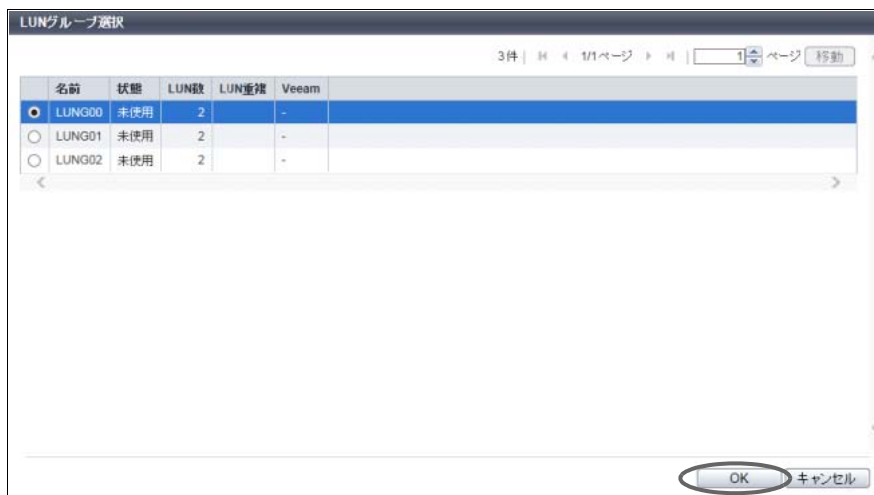 LUNグループ選択
3件 | 1/1ページ | 1 ページ 移動
名前 状態 LUN数 LUN重複 Veeam
LUNG00 未使用 2 -
LUNG01 未使用 2 -
LUNG02 未使用 2 -
OK キャンセル